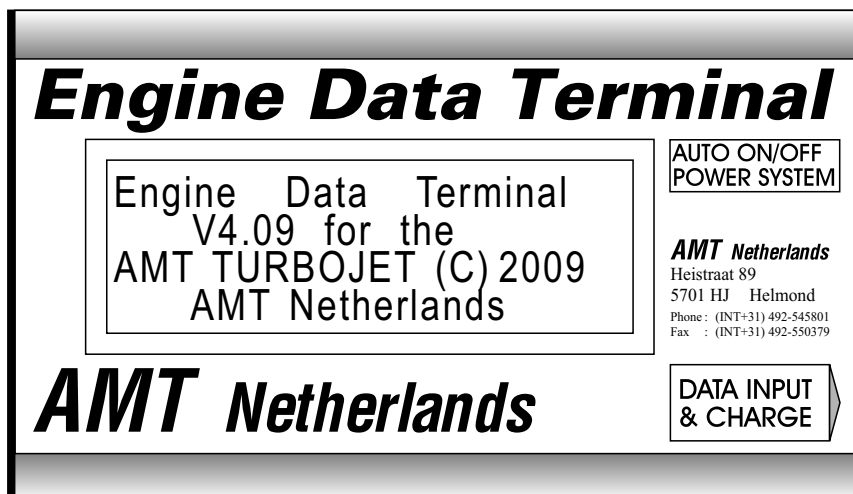 Engine Data Terminal
Engine Data Terminal
V4.09 for the
AMT TURBOJET (C) 2009
AMT Netherlands
AUTO ON/OFF
POWER SYSTEM
AMT Netherlands
Heistraat 89
5701 HJ Helmond
Phone : (INT+31) 492-545801
Fax : (INT+31) 492-550379
AMT Netherlands
DATA INPUT
& CHARGE